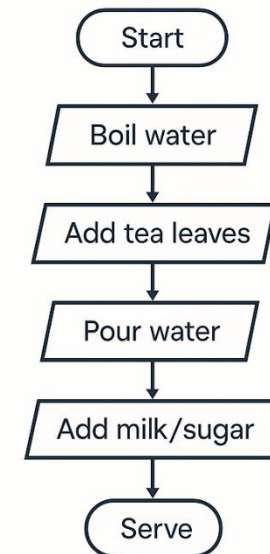 Start
Boil water
Add tea leaves
Pour water
Add milk/sugar
Serve